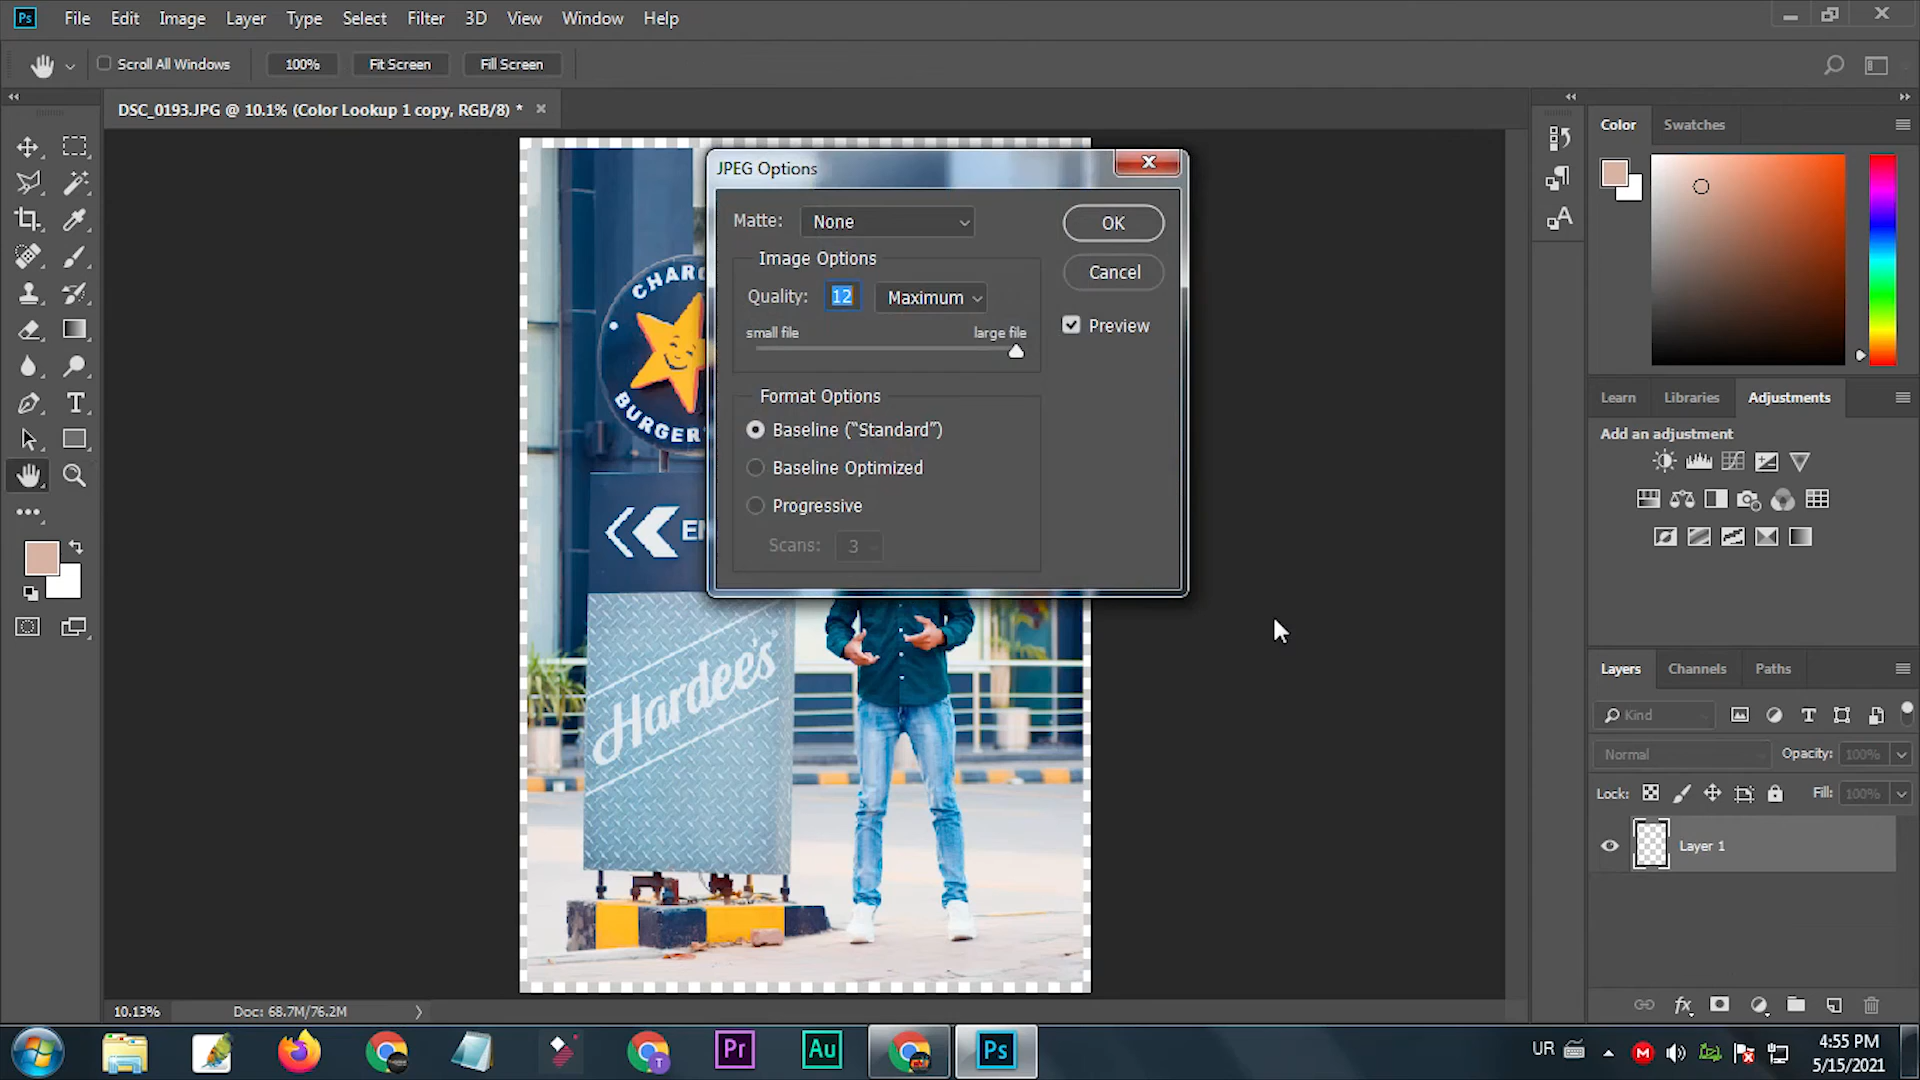 Ps File Edit Image Layer Type Select Filter 3D View Window Help
Scroll All Windows 100% Fit Screen Fill Screen
DSC_0193.JPG @ 10.1% (Color Lookup 1 copy, RGB/8) *
JPEG Options
Matte: None
OK
Image Options
Cancel
Quality: 12 Maximum
Preview
small file large file
Format Options
Baseline (“Standard”)
Baseline Optimized
Progressive
Scans: 3
BURGER
Hardee's®
Color Swatches
Learn Libraries Adjustments
Add an adjustment
Layers Channels Paths
Kind
Normal Opacity: 100%
Lock: Fill: 100%
Layer 1
fx
10.13% Doc: 68.7M/76.2M
T Pr Au Ps
UR
4:55 PM
5/15/2021